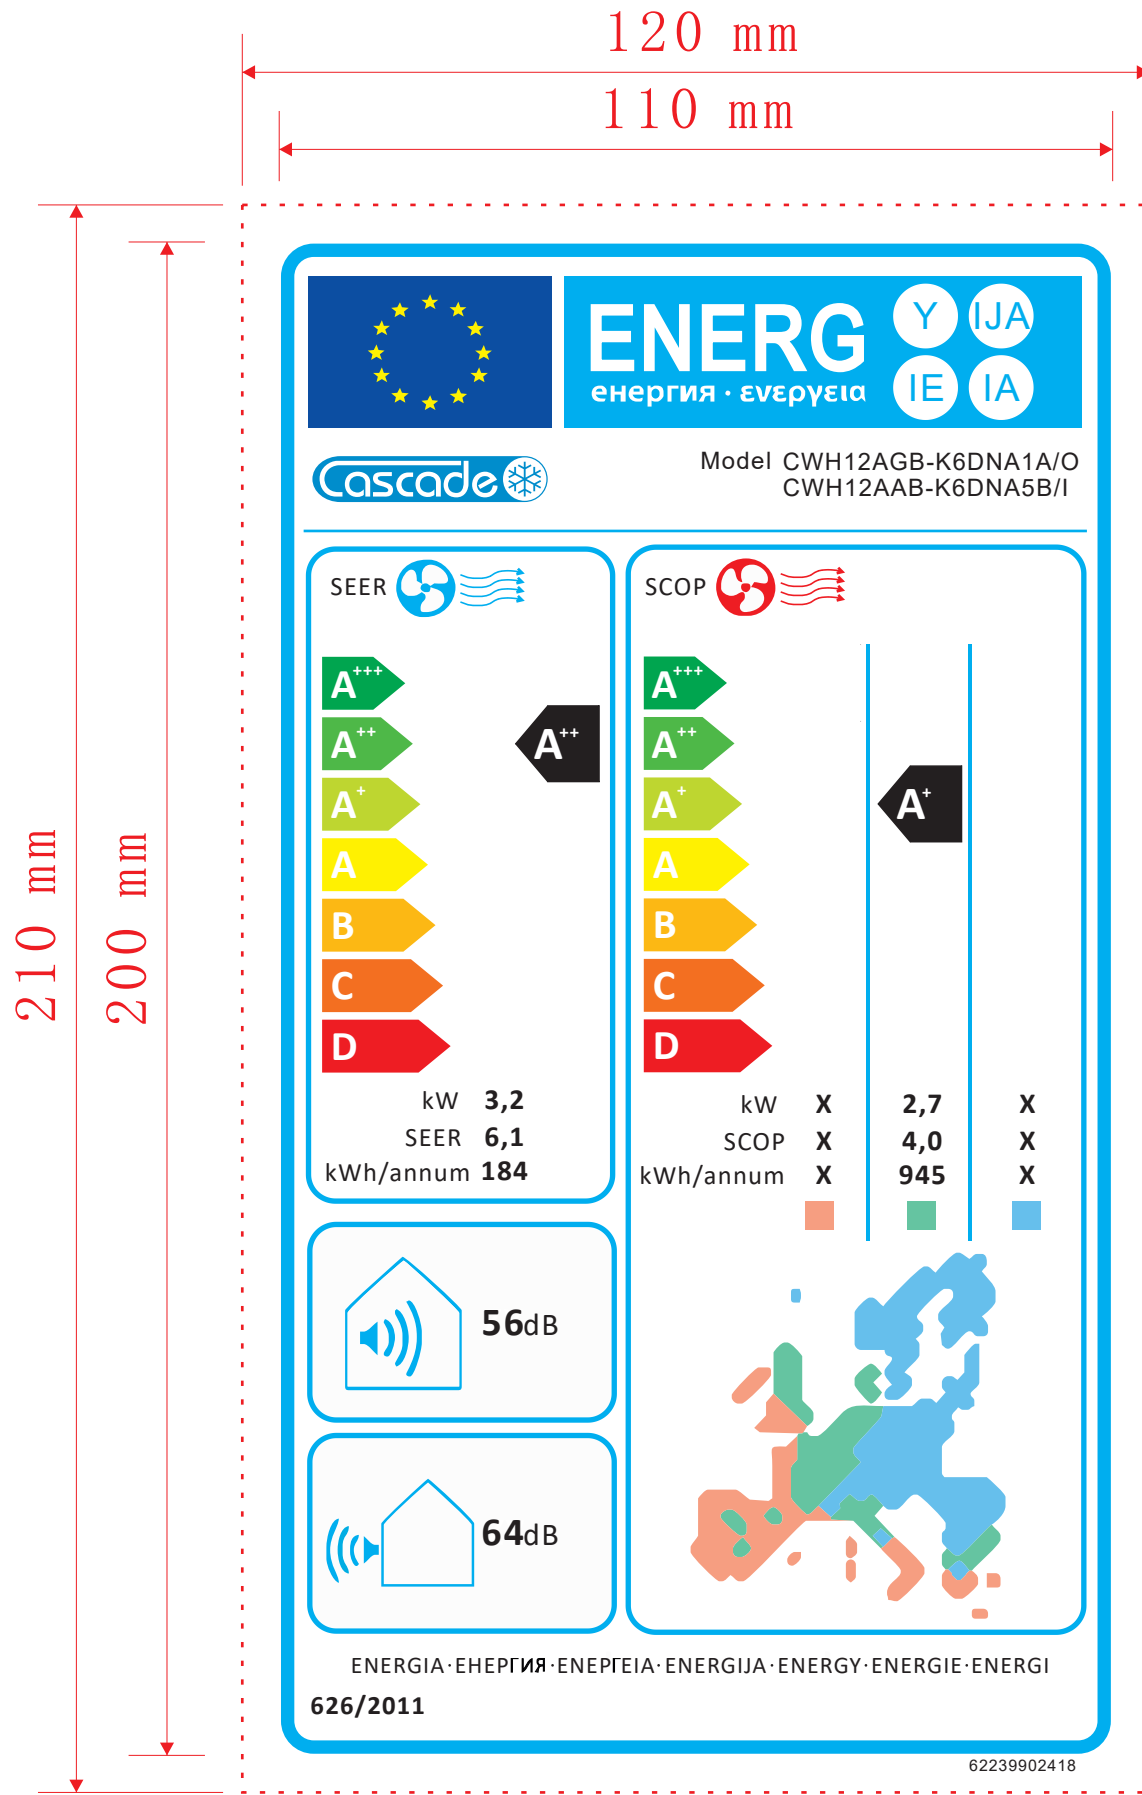 120 mm
110 mm
210 mm
200 mm
ENERG
енергия · ενεργεια
Y IJA
IE IA
Cascade
Model CWH12AGB-K6DNA1A/O
CWH12AAB-K6DNA5B/I
SEER
A+++
A++
A++
A+
A
B
C
D
kW 3,2
SEER 6,1
kWh/annum 184
SCOP
A+++
A++
A+
A+
A
B
C
D
kW X 2,7 X
SCOP X 4,0 X
kWh/annum X 945 X
56dB
64dB
ENERGIA·ЕНЕРГИЯ·ΕΝΕΡΓΕΙΑ·ENERGIJA·ENERGY·ENERGIE·ENERGI
626/2011
62239902418